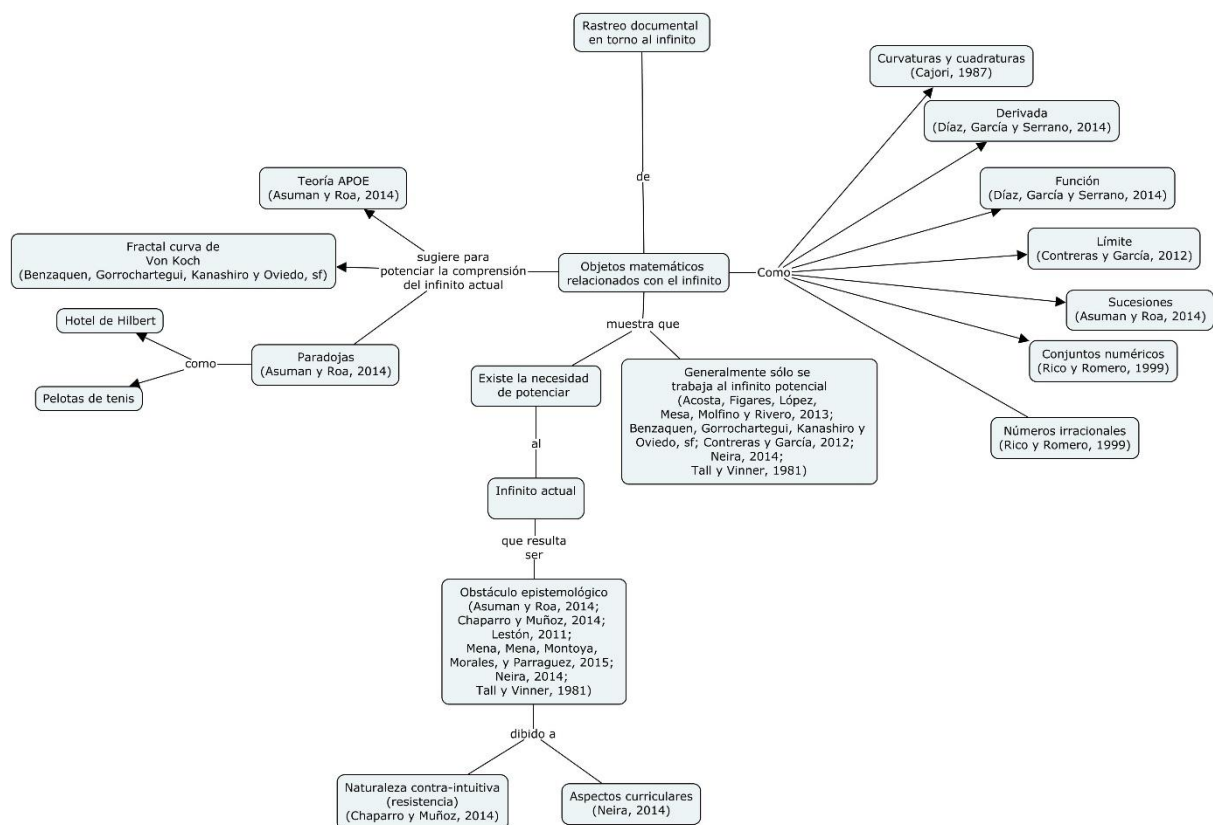 Rastreo documental
en torno al infinito
de
Objetos matemáticos
relacionados con el infinito
Como
Curvaturas y cuadraturas
(Cajori, 1987)
Derivada
(Díaz, García y Serrano, 2014)
Función
(Díaz, García y Serrano, 2014)
Límite
(Contreras y García, 2012)
Sucesiones
(Asuman y Roa, 2014)
Conjuntos numéricos
(Rico y Romero, 1999)
Números irracionales
(Rico y Romero, 1999)
sugiere para
potenciar la comprensión
del infinito actual
Teoría APOE
(Asuman y Roa, 2014)
Fractal curva de
Von Koch
(Benzaquen, Gorrochartegui, Kanashiro y Oviedo, sf)
Paradojas
(Asuman y Roa, 2014)
como
Hotel de Hilbert
Pelotas de tenis
muestra que
Existe la necesidad
de potenciar
Generalmente sólo se
trabaja al infinito potencial
(Acosta, Figares, López,
Mesa, Molfino y Rivero, 2013;
Benzaquen, Gorrochartegui, Kanashiro y
Oviedo, sf; Contreras y García, 2012;
Neira, 2014;
Tall y Vinner, 1981)
al
Infinito actual
que resulta
ser
Obstáculo epistemológico
(Asuman y Roa, 2014;
Chaparro y Muñoz, 2014;
Lestón, 2011;
Mena, Mena, Montoya,
Morales, y Parraguez, 2015;
Neira, 2014;
Tall y Vinner, 1981)
dibido a
Naturaleza contra-intuitiva
(resistencia)
(Chaparro y Muñoz, 2014)
Aspectos curriculares
(Neira, 2014)